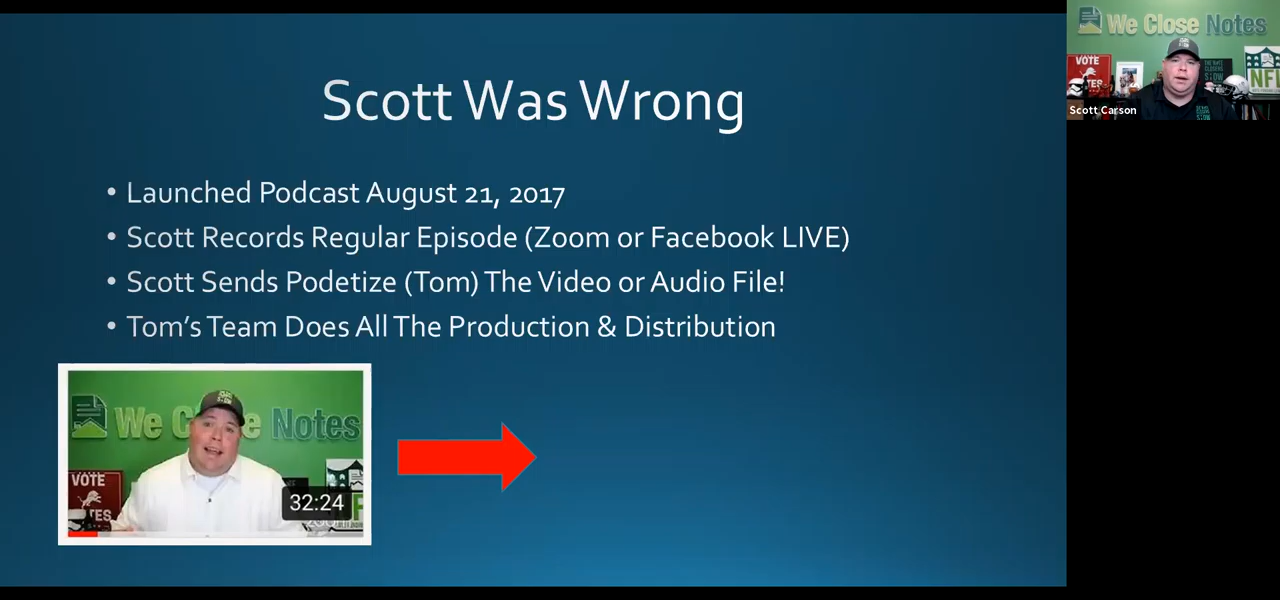 Scott Was Wrong
• Launched Podcast August 21, 2017
• Scott Records Regular Episode (Zoom or Facebook LIVE)
• Scott Sends Podetize (Tom) The Video or Audio File!
• Tom's Team Does All The Production & Distribution
We Close Notes
VOTE
32:24
zoom
We Close Notes
VOTE
NFL
Scott Carson